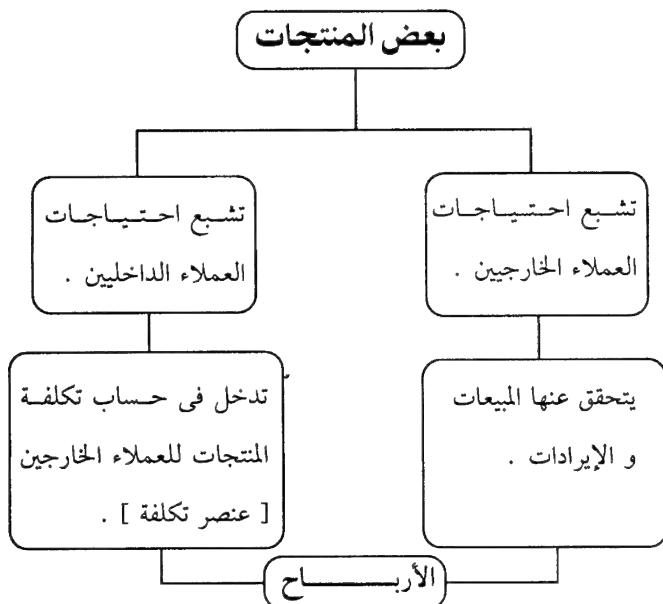 بعض المنتجات
تشبع احتياجات
العملاء الخارجيين .
تشبع احتياجات
العملاء الداخليين .
يتحقق عنها المبيعات
و الإيرادات .
تدخل فى حساب تكلفة
المنتجات للعملاء الخارجين
[ عنصر تكلفة ] .
الأرباح